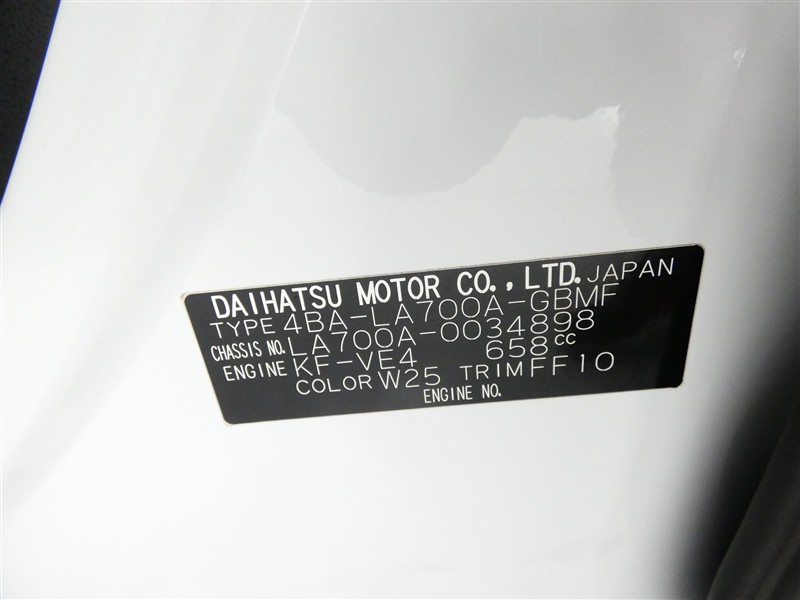 DAIHATSU MOTOR CO., LTD. JAPAN
TYPE 4BA-LA700A-GBMF
CHASSIS NO. LA700A-0034898
ENGINE KF-VE4 658cc
COLOR W25 TRIM FF10
ENGINE NO.